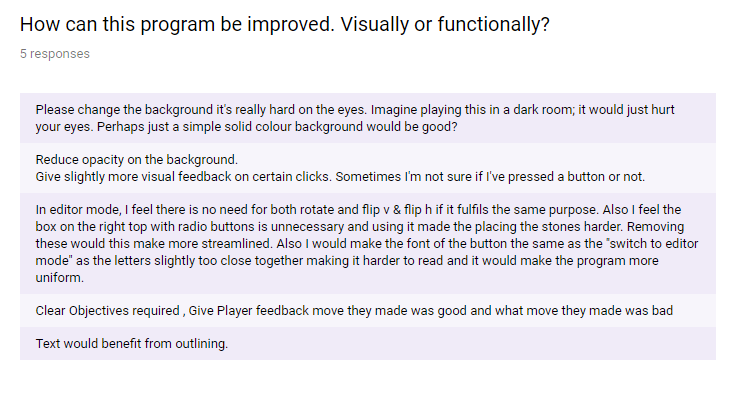 How can this program be improved. Visually or functionally?
5 responses
Please change the background it's really hard on the eyes. Imagine playing this in a dark room; it would just hurt
your eyes. Perhaps just a simple solid colour background would be good?
Reduce opacity on the background.
Give slightly more visual feedback on certain clicks. Sometimes I'm not sure if I've pressed a button or not.
In editor mode, I feel there is no need for both rotate and flip v & flip h if it fulfils the same purpose. Also I feel the
box on the right top with radio buttons is unnecessary and using it made the placing the stones harder. Removing
these would this make more streamlined. Also I would make the font of the button the same as the "switch to editor
mode" as the letters slightly too close together making it harder to read and it would make the program more
uniform.
Clear Objectives required , Give Player feedback move they made was good and what move they made was bad
Text would benefit from outlining.